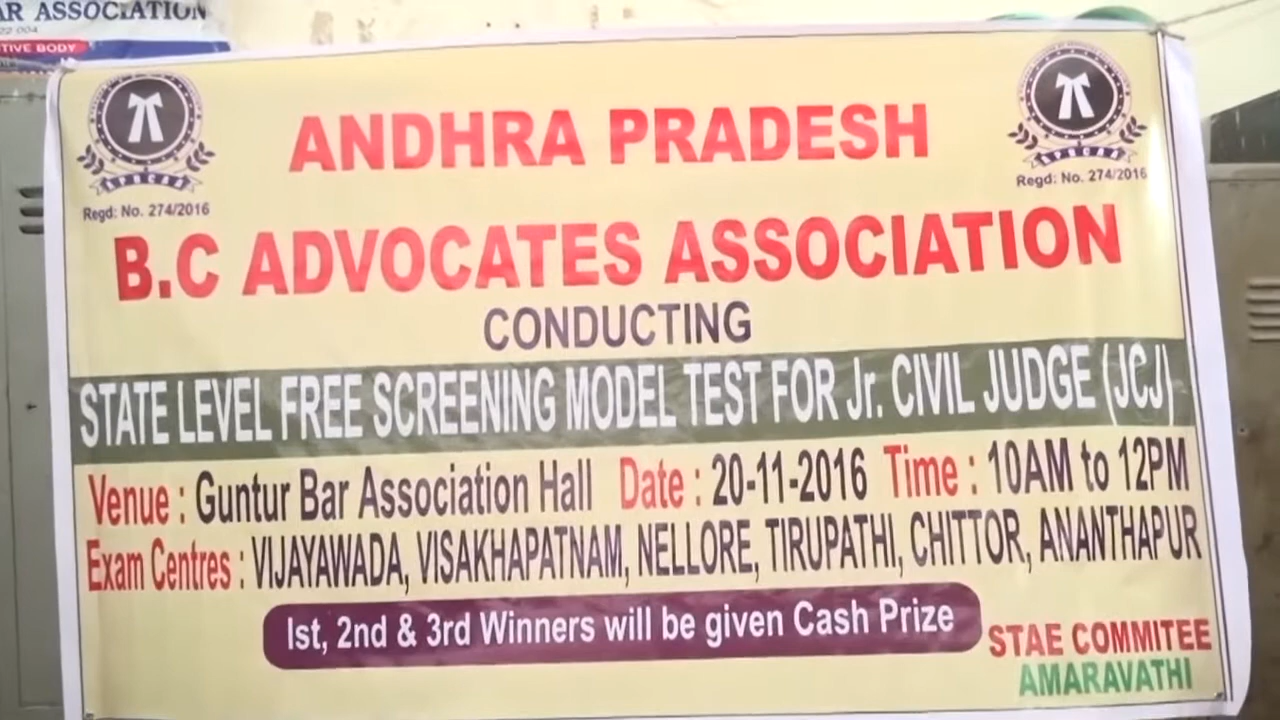 AR ASSOCIATION
22 004
TIVE BODY
ANDHRA PRADESH
Regd: No. 274/2016
Regd: No. 274/2016
B.C ADVOCATES ASSOCIATION
CONDUCTING
STATE LEVEL FREE SCREENING MODEL TEST FOR Jr. CIVIL JUDGE (JCJ)
Venue : Guntur Bar Association Hall Date : 20-11-2016 Time : 10AM to 12PM
Exam Centres : VIJAYAWADA, VISAKHAPATNAM, NELLORE, TIRUPATHI, CHITTOR, ANANTHAPUR
Ist, 2nd & 3rd Winners will be given Cash Prize
STAE COMMITEE
AMARAVATHI